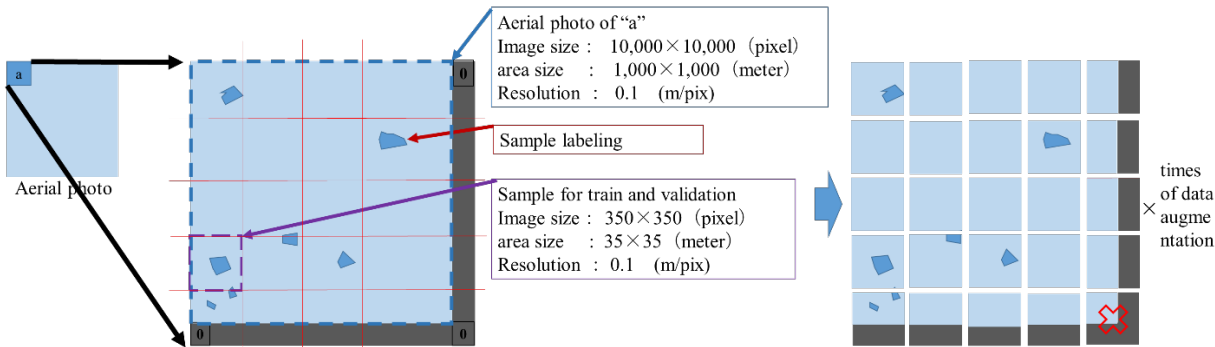 a
Aerial photo
0
0
0
Aerial photo of “a”
Image size : 10,000×10,000 (pixel)
area size : 1,000×1,000 (meter)
Resolution : 0.1 (m/pix)
Sample labeling
Sample for train and validation
Image size : 350×350 (pixel)
area size : 35×35 (meter)
Resolution : 0.1 (m/pix)
×
times
of data
augme
ntation